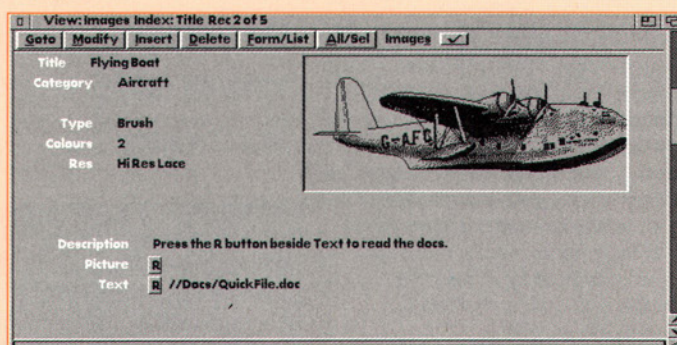 View: Images Index: Title Rec 2 of 5
Goto Modify Insert Delete Form/List All/Sel Images
Title Flying Boat
Category Aircraft
G-AFC
Type Brush
Colours 2
Res HiRes Lace
Description Press the R button beside Text to read the docs.
Picture R
Text R //Docs/QuickFile.doc